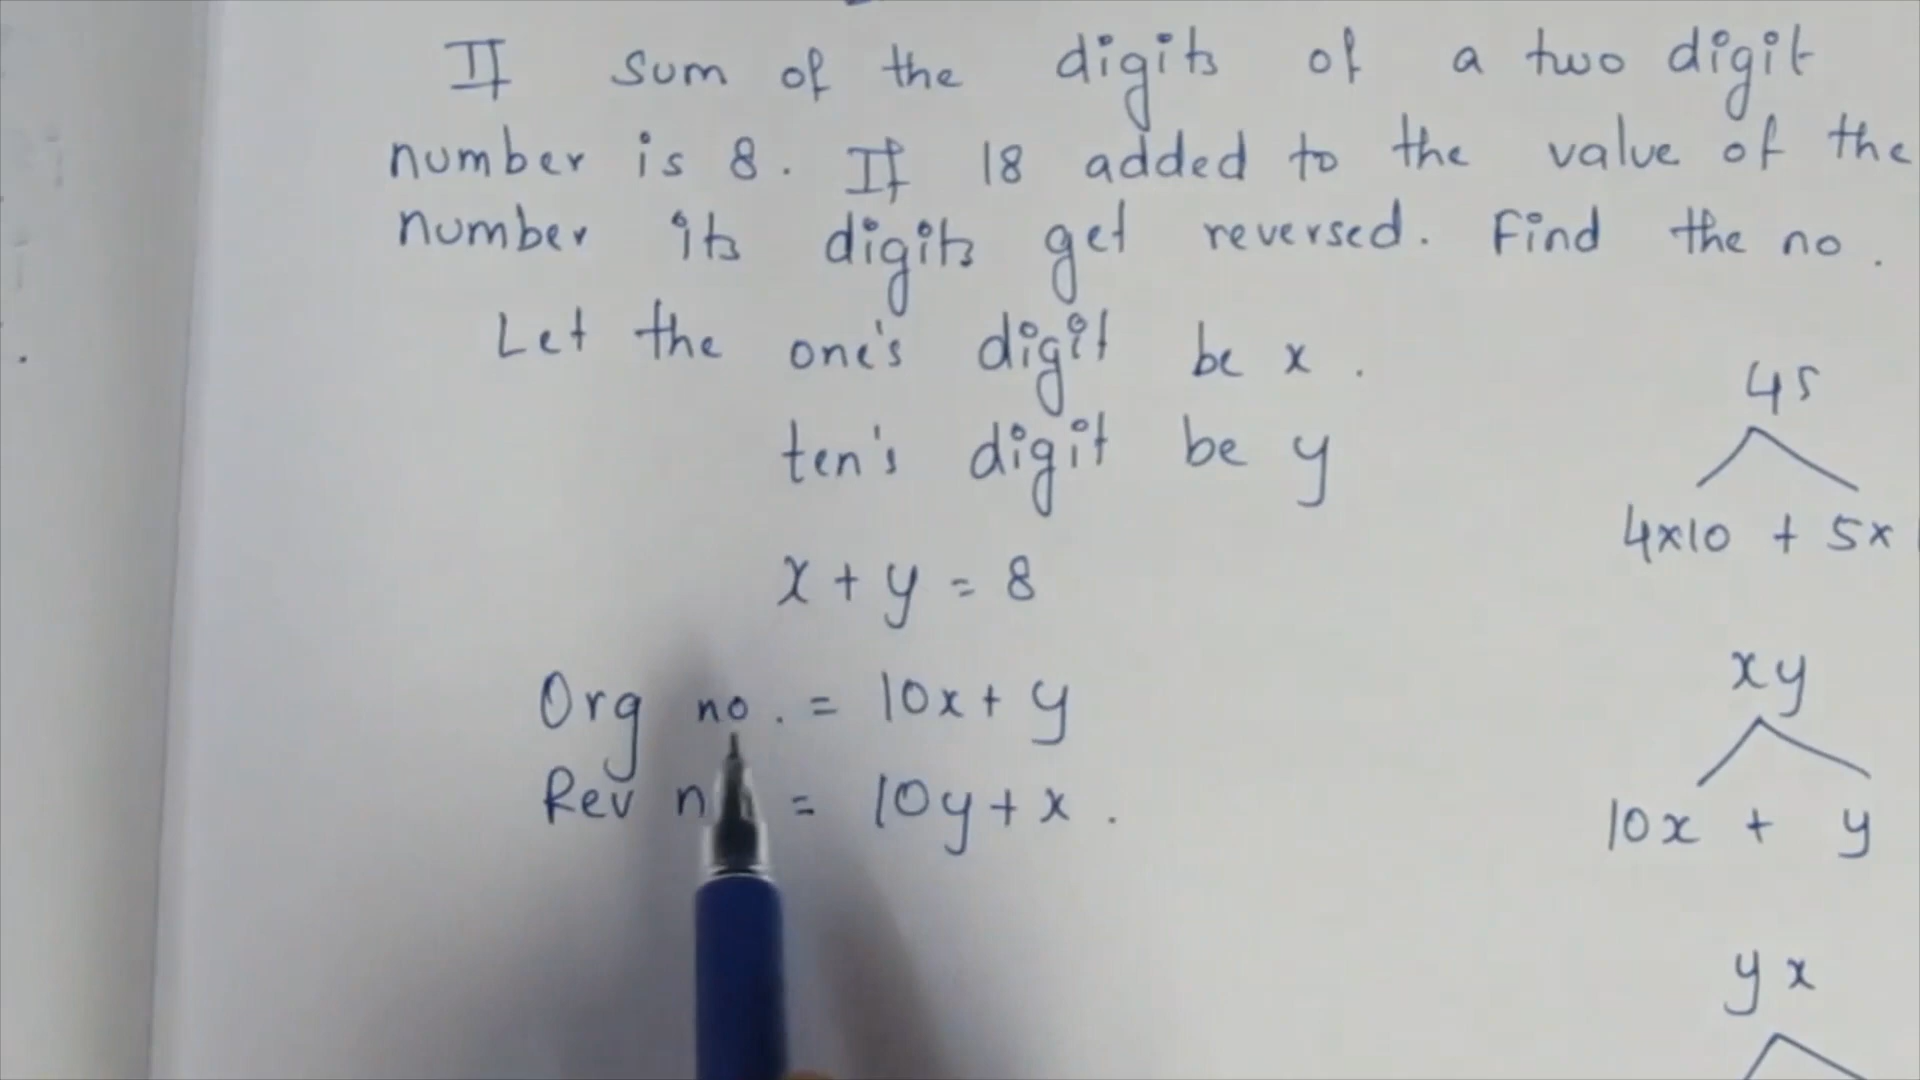 If sum of the digits of a two digit
number is 8. If 18 added to the value of the
number its digits get reversed. Find the no.
Let the one's digit be x.
ten's digit be y
x + y = 8
Org no. = 10x + y
Rev = 10y + x.
45
4x10 + 5x
xy
10x + y
yx